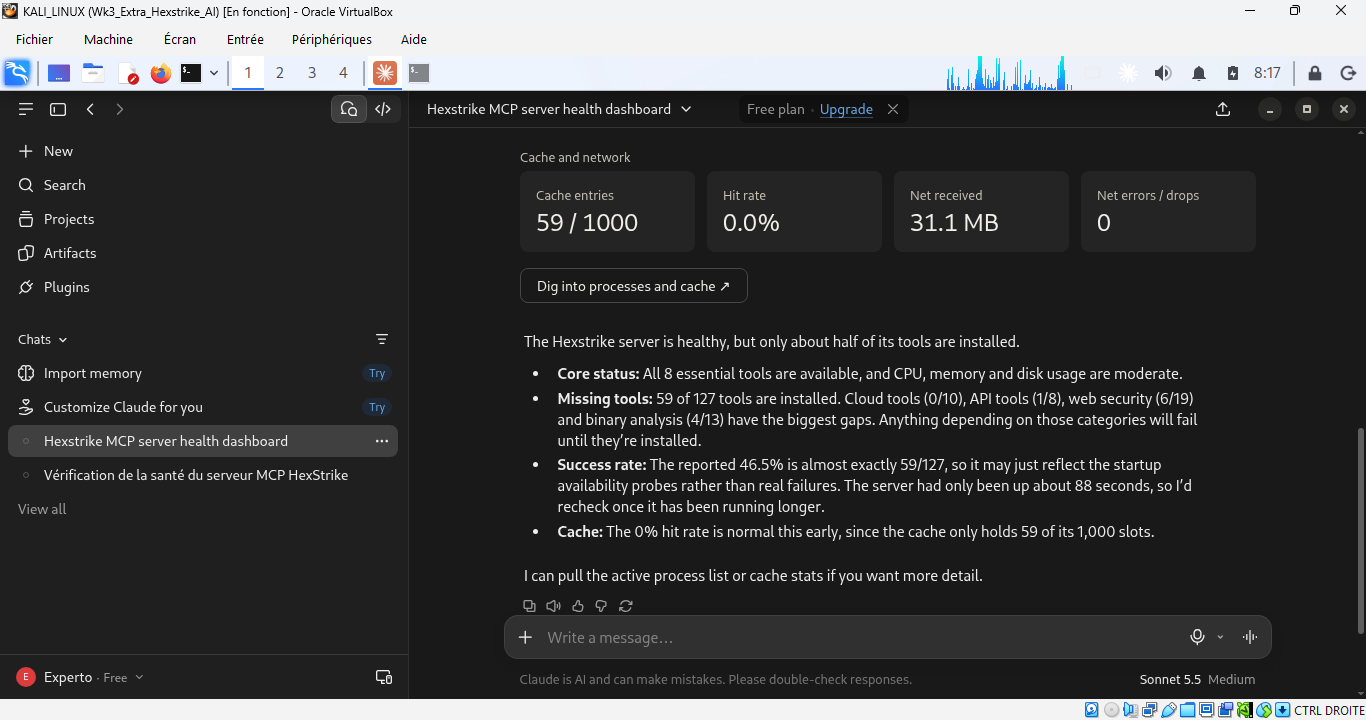 KALI_LINUX (Wk3_Extra_Hexstrike_AI) [En fonction] - Oracle VirtualBox
Fichier Machine Écran Entrée Périphériques Aide
1 2 3 4 8:17
Hexstrike MCP server health dashboard Free plan · Upgrade
New
Search
Projects
Artifacts
Plugins
Chats
Import memory Try
Customize Claude for you Try
Hexstrike MCP server health dashboard
Vérification de la santé du serveur MCP HexStrike
View all
E Experto · Free
Cache and network
Cache entries Hit rate Net received Net errors / drops
59 / 1000 0.0% 31.1 MB 0
Dig into processes and cache ↗
The Hexstrike server is healthy, but only about half of its tools are installed.
• Core status: All 8 essential tools are available, and CPU, memory and disk usage are moderate.
• Missing tools: 59 of 127 tools are installed. Cloud tools (0/10), API tools (1/8), web security (6/19)
and binary analysis (4/13) have the biggest gaps. Anything depending on those categories will fail
until they’re installed.
• Success rate: The reported 46.5% is almost exactly 59/127, so it may just reflect the startup
availability probes rather than real failures. The server had only been up about 88 seconds, so I’d
recheck once it has been running longer.
• Cache: The 0% hit rate is normal this early, since the cache only holds 59 of its 1,000 slots.
I can pull the active process list or cache stats if you want more detail.
Write a message...
Claude is AI and can make mistakes. Please double-check responses. Sonnet 5.5 Medium
CTRL DROITE